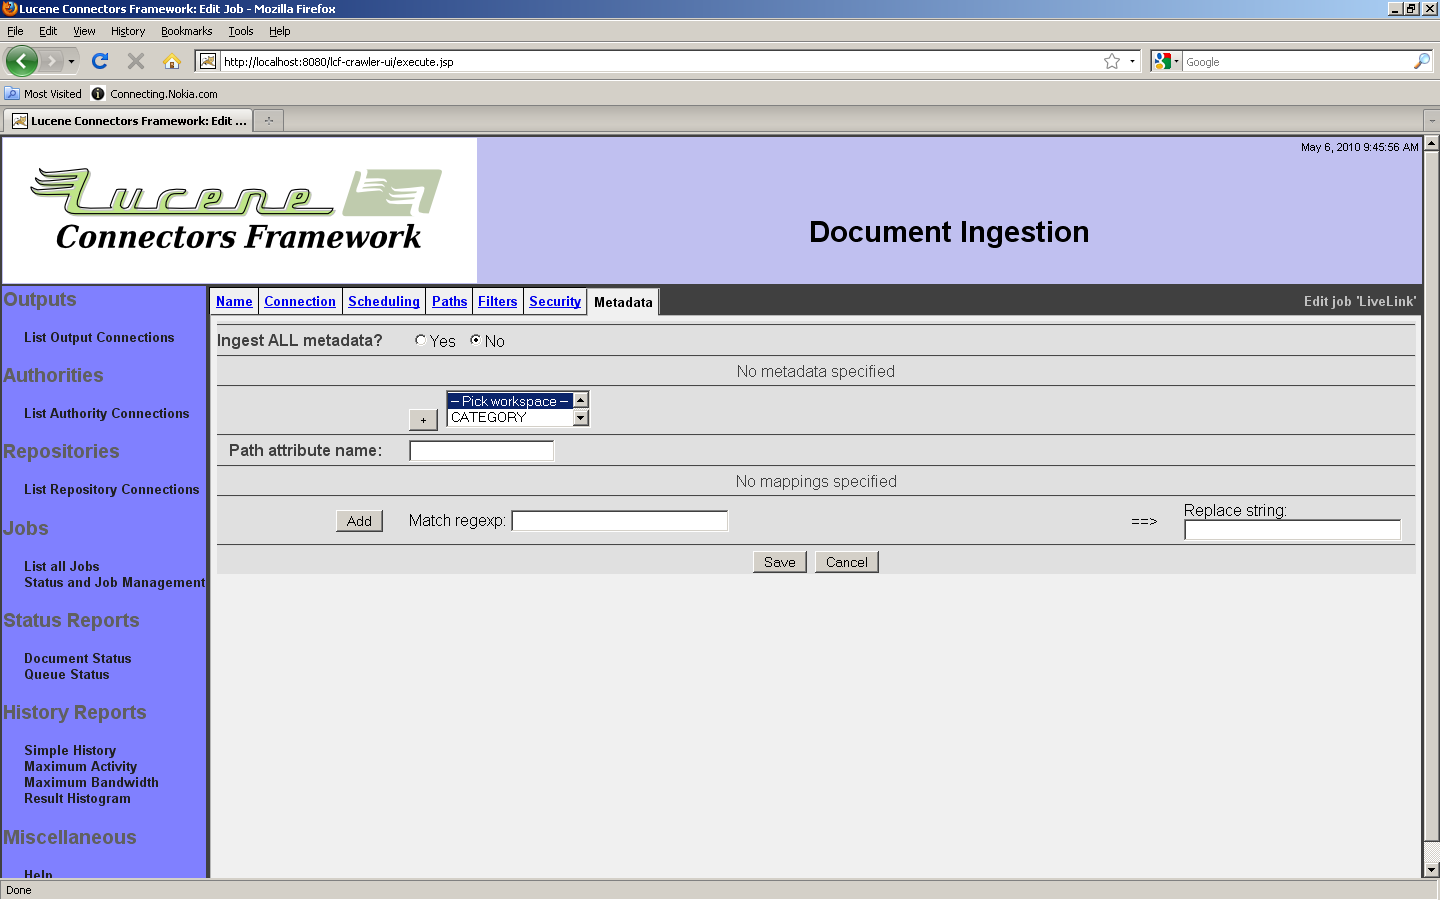 Lucene Connectors Framework: Edit Job - Mozilla Firefox
File Edit View History Bookmarks Tools Help
http://localhost:8080/lcf-crawler-ui/execute.jsp
Google
Most Visited
Connecting.Nokia.com
Lucene Connectors Framework: Edit ...
May 6, 2010 9:45:56 AM
Lucene
Connectors Framework
Document Ingestion
Outputs
List Output Connections
Authorities
List Authority Connections
Repositories
List Repository Connections
Jobs
List all Jobs
Status and Job Management
Status Reports
Document Status
Queue Status
History Reports
Simple History
Maximum Activity
Maximum Bandwidth
Result Histogram
Miscellaneous
Help
Name Connection Scheduling Paths Filters Security Metadata
Edit job 'LiveLink'
Ingest ALL metadata? Yes No
No metadata specified
+
-- Pick workspace --
CATEGORY
Path attribute name:
No mappings specified
Add Match regexp: ==> Replace string:
Save Cancel
Done